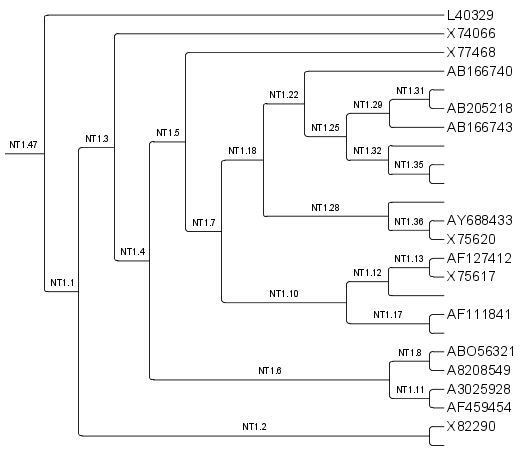 L40329
X74066
X77468
AB166740
NT1.31
NT1.22
AB205218
NT1.29
AB166743
NT1.25
NT1.3
NT1.5
NT1.47
NT1.32
NT1.18
NT1.35
NT1.28
AY688433
NT1.36
NT1.7
X75620
NT1.4
AF127412
NT1.13
X75617
NT1.12
NT1.1
NT1.10
AF111841
NT1.17
ABO56321
NT1.8
A8208549
NT1.6
A3025928
NT1.11
AF459454
X82290
NT1.2